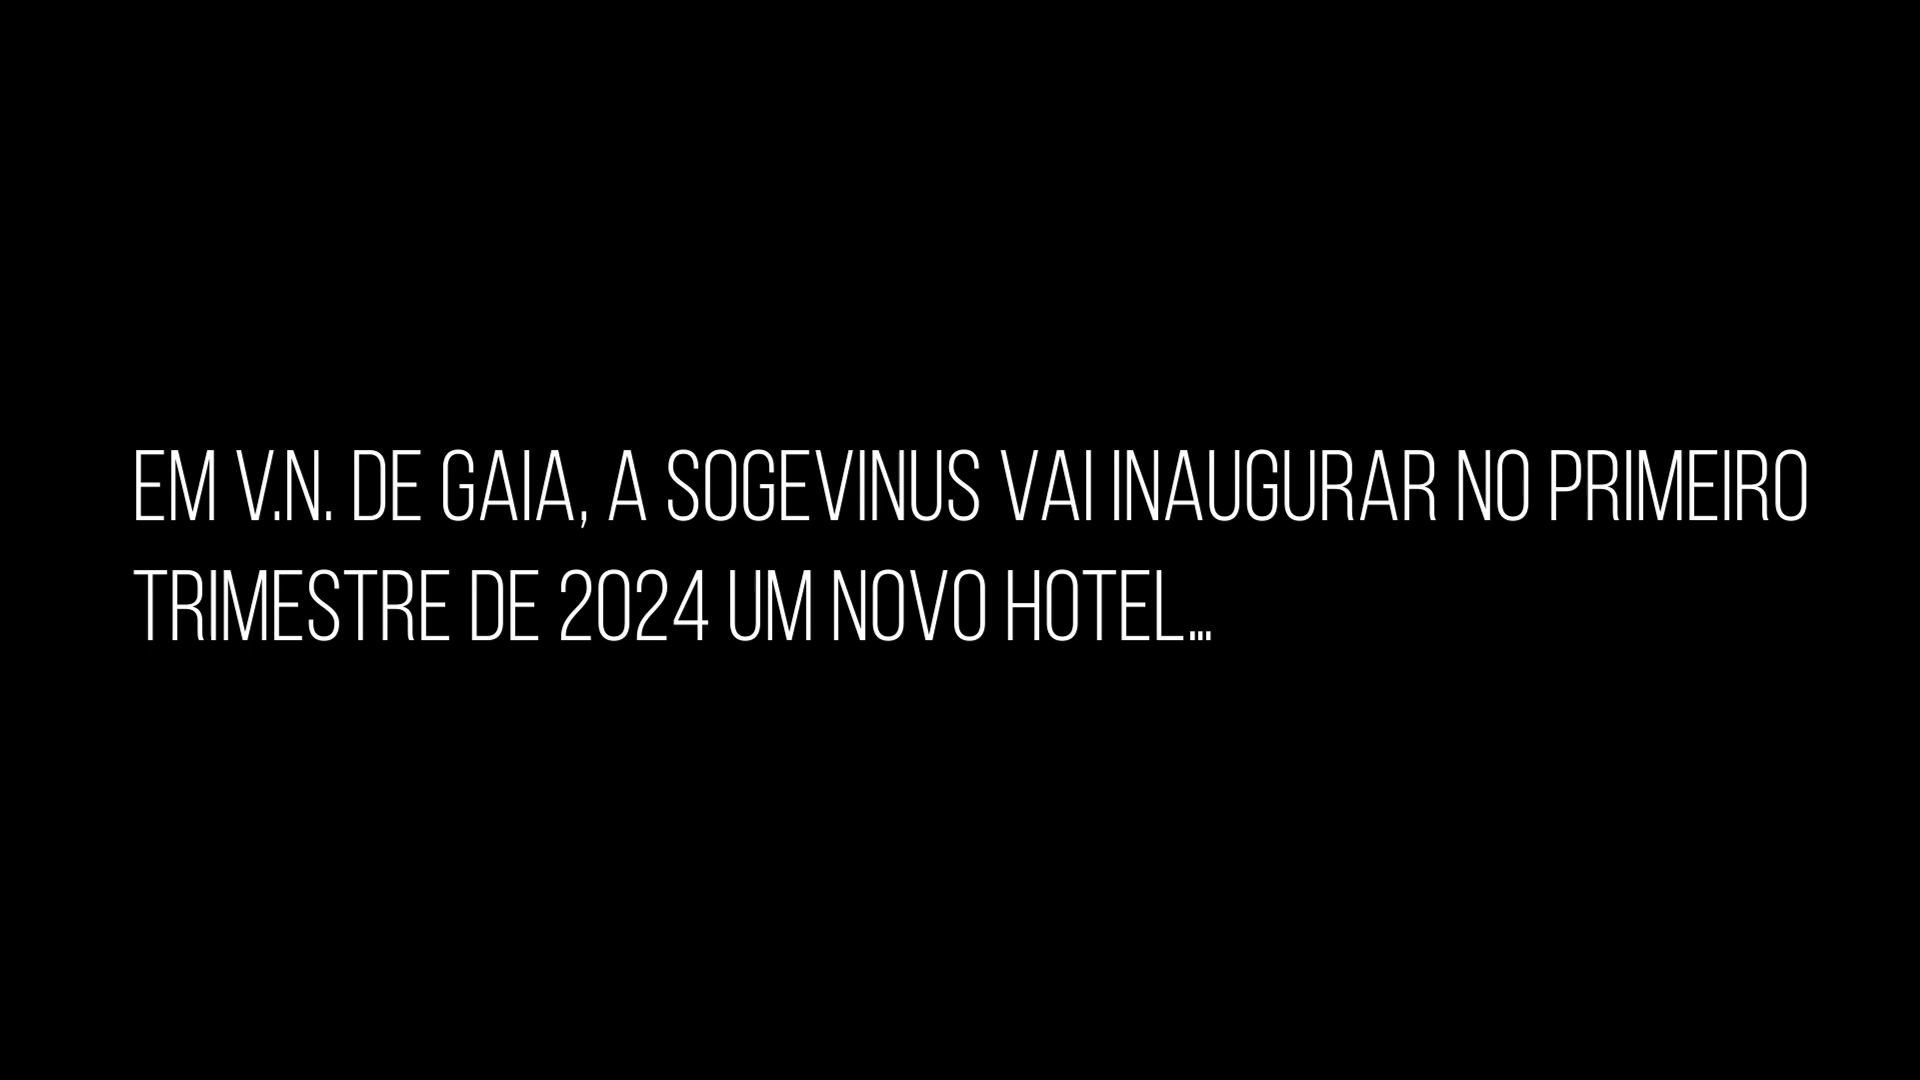 EM V.N. DE GAIA, A SOGEVINUS VAI INAUGURAR NO PRIMEIRO
TRIMESTRE DE 2024 UM NOVO HOTEL...